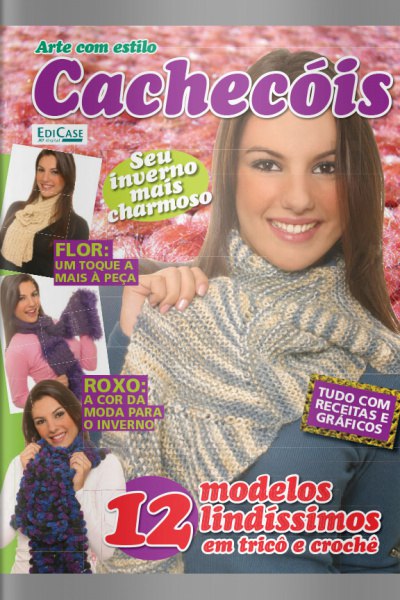 Arte com estilo
Cachecóis
EDICASE
Seu
inverno
mais
charmoso
FLOR:
UM TOQUE A
MAIS À PEÇA
ROXO:
A COR DA
MODA PARA
O INVERNO
TUDO COM
RECEITAS E
GRÁFICOS
12 modelos
lindíssimos
em tricô e crochê